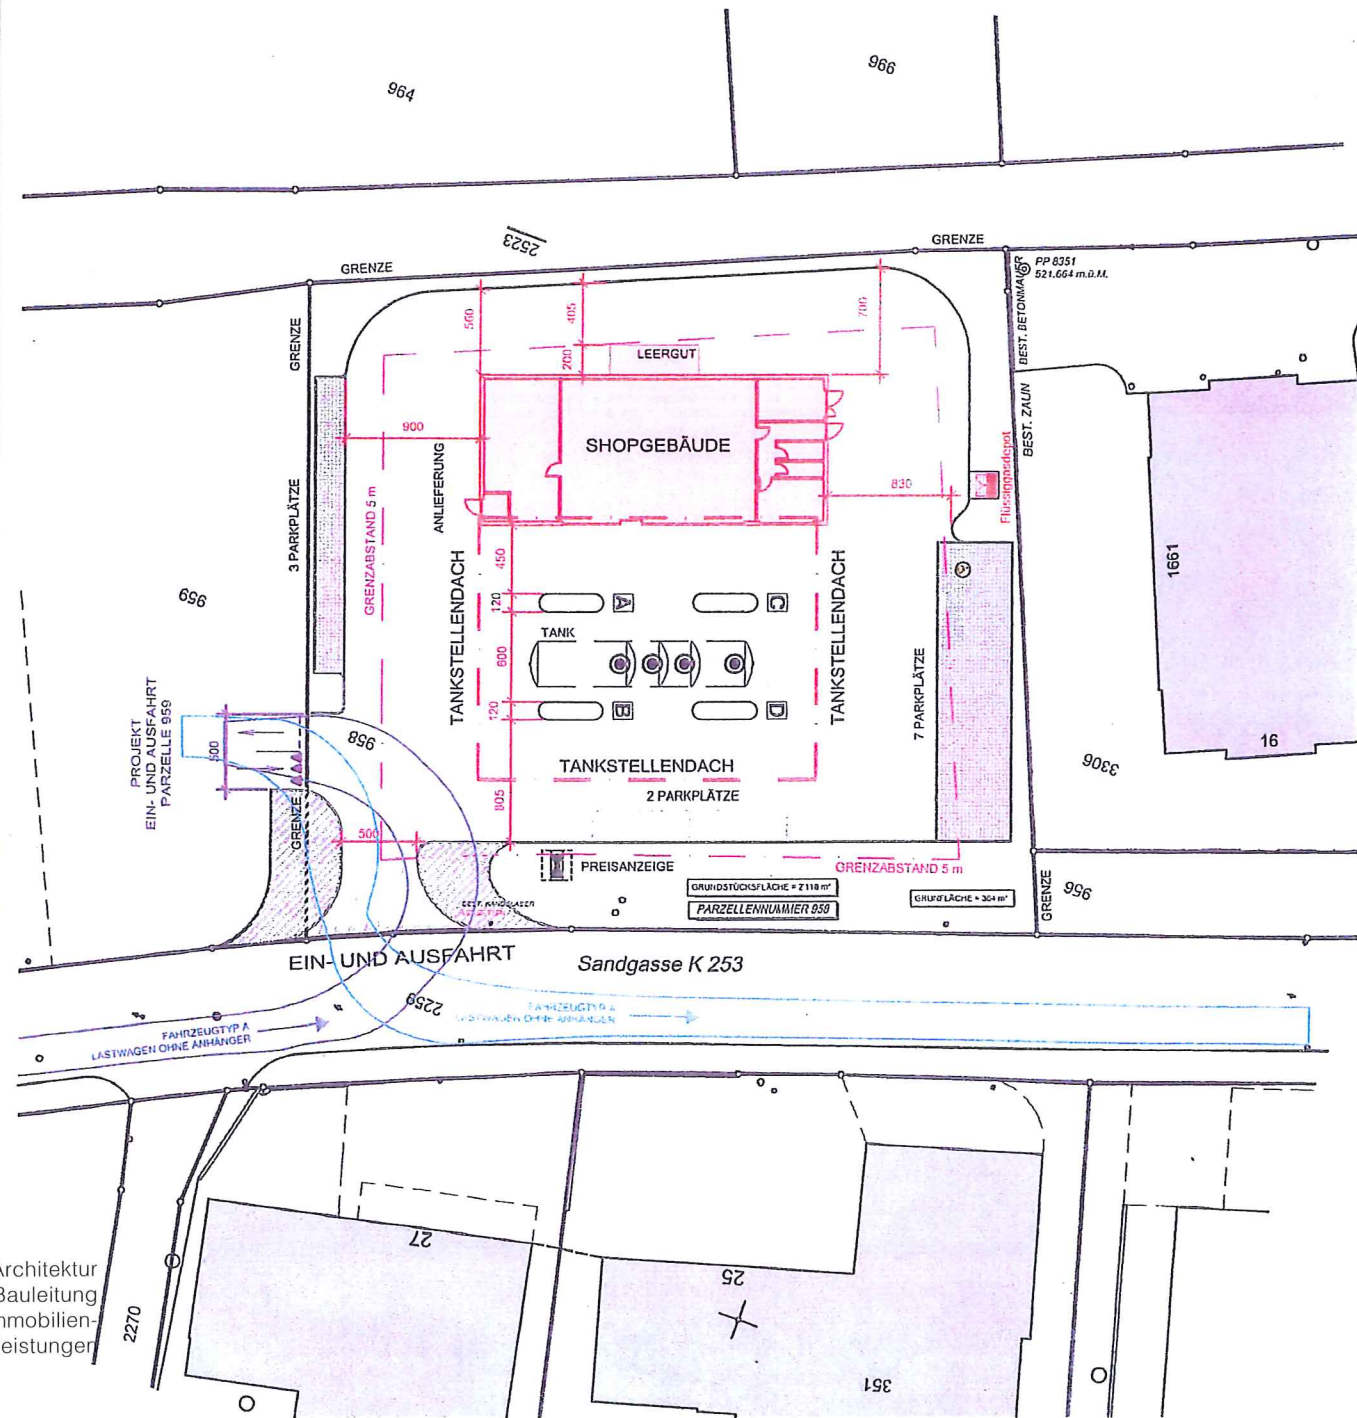 964
966
2523
GRENZE
GRENZE
PP 8351
521.664 m.ü.M.
BEST. BETONMAUER
BEST. ZAUN
GRENZE
560
405
200
700
LEERGUT
SHOPGEBÄUDE
900
830
ANLIEFERUNG
Flüssiggasdepot
3 PARKPLÄTZE
GRENZABSTAND 5 m
TANKSTELLENDACH
TANKSTELLENDACH
450
120
600
120
805
A
C
TANK
B
D
7 PARKPLÄTZE
1661
16
3306
959
958
PROJEKT
EIN- UND AUSFAHRT
PARZELLE 959
500
GRENZE
500
TANKSTELLENDACH
2 PARKPLÄTZE
PREISANZEIGE
GRENZABSTAND 5 m
GRUNDSTÜCKSFLÄCHE = 2'118 m²
PARZELLENNUMMER 959
GRUNFLÄCHE = 304 m²
GRENZE
956
EIN- UND AUSFAHRT
Sandgasse K 253
2259
FAHRZEUGTYP A
LASTWAGEN OHNE ANHÄNGER
FAHRZEUGTYP A
LASTWAGEN OHNE ANHÄNGER
27
25
351
2270
Architektur
Bauleitung
mmobilien-
eistungen